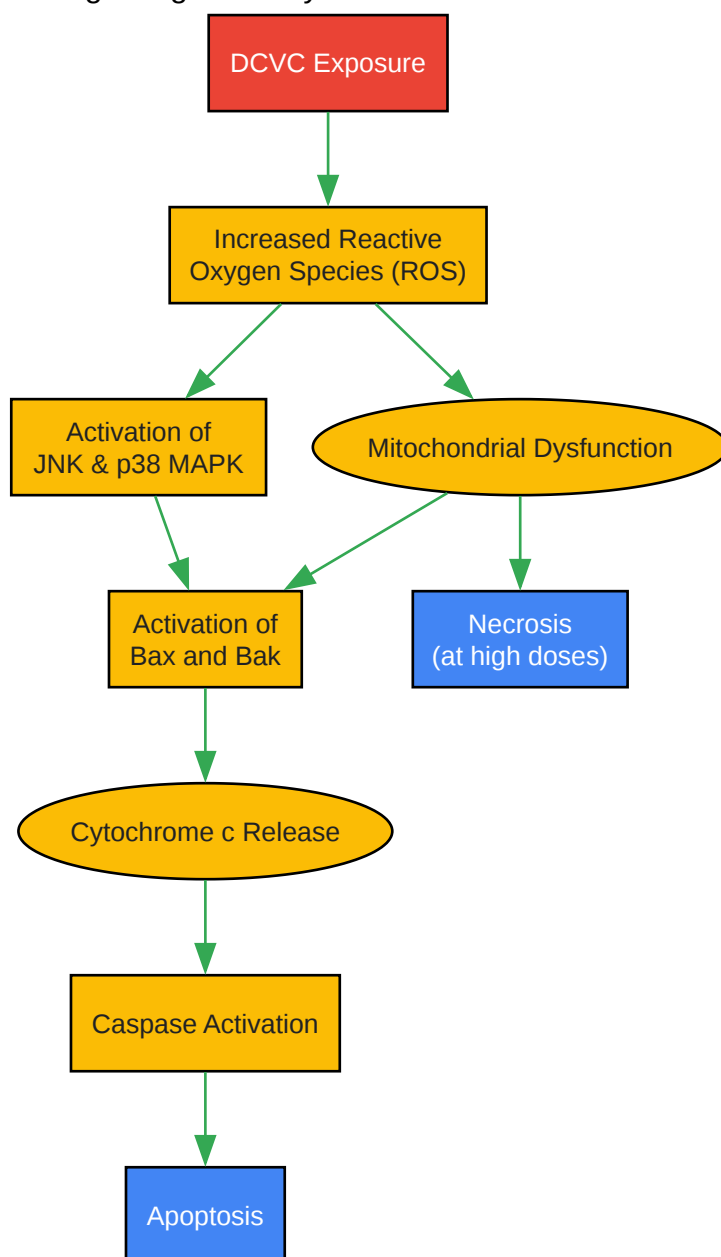 DCVC Exposure
Increased Reactive
Oxygen Species (ROS)
Activation of
JNK & p38 MAPK
Mitochondrial Dysfunction
Activation of
Bax and Bak
Necrosis
(at high doses)
Cytochrome c Release
Caspase Activation
Apoptosis